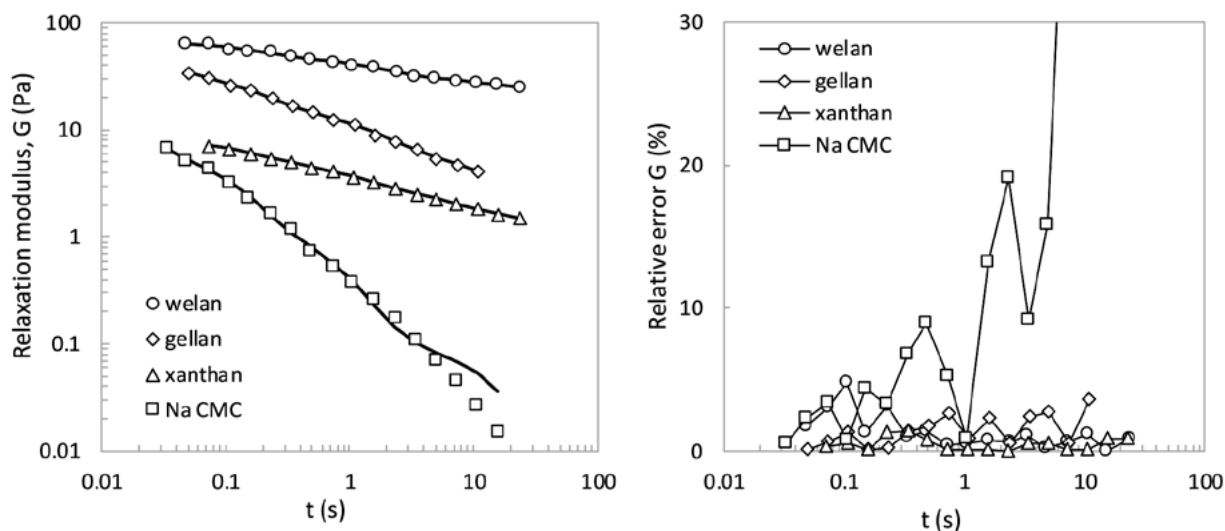 100
10
1
0.1
0.01
Relaxation modulus, G (Pa)
welan
gellan
xanthan
Na CMC
0.01
0.1
1
10
100
t (s)
30
20
10
0
Relative error G (%)
welan
gellan
xanthan
Na CMC
0.01
0.1
1
10
100
t (s)